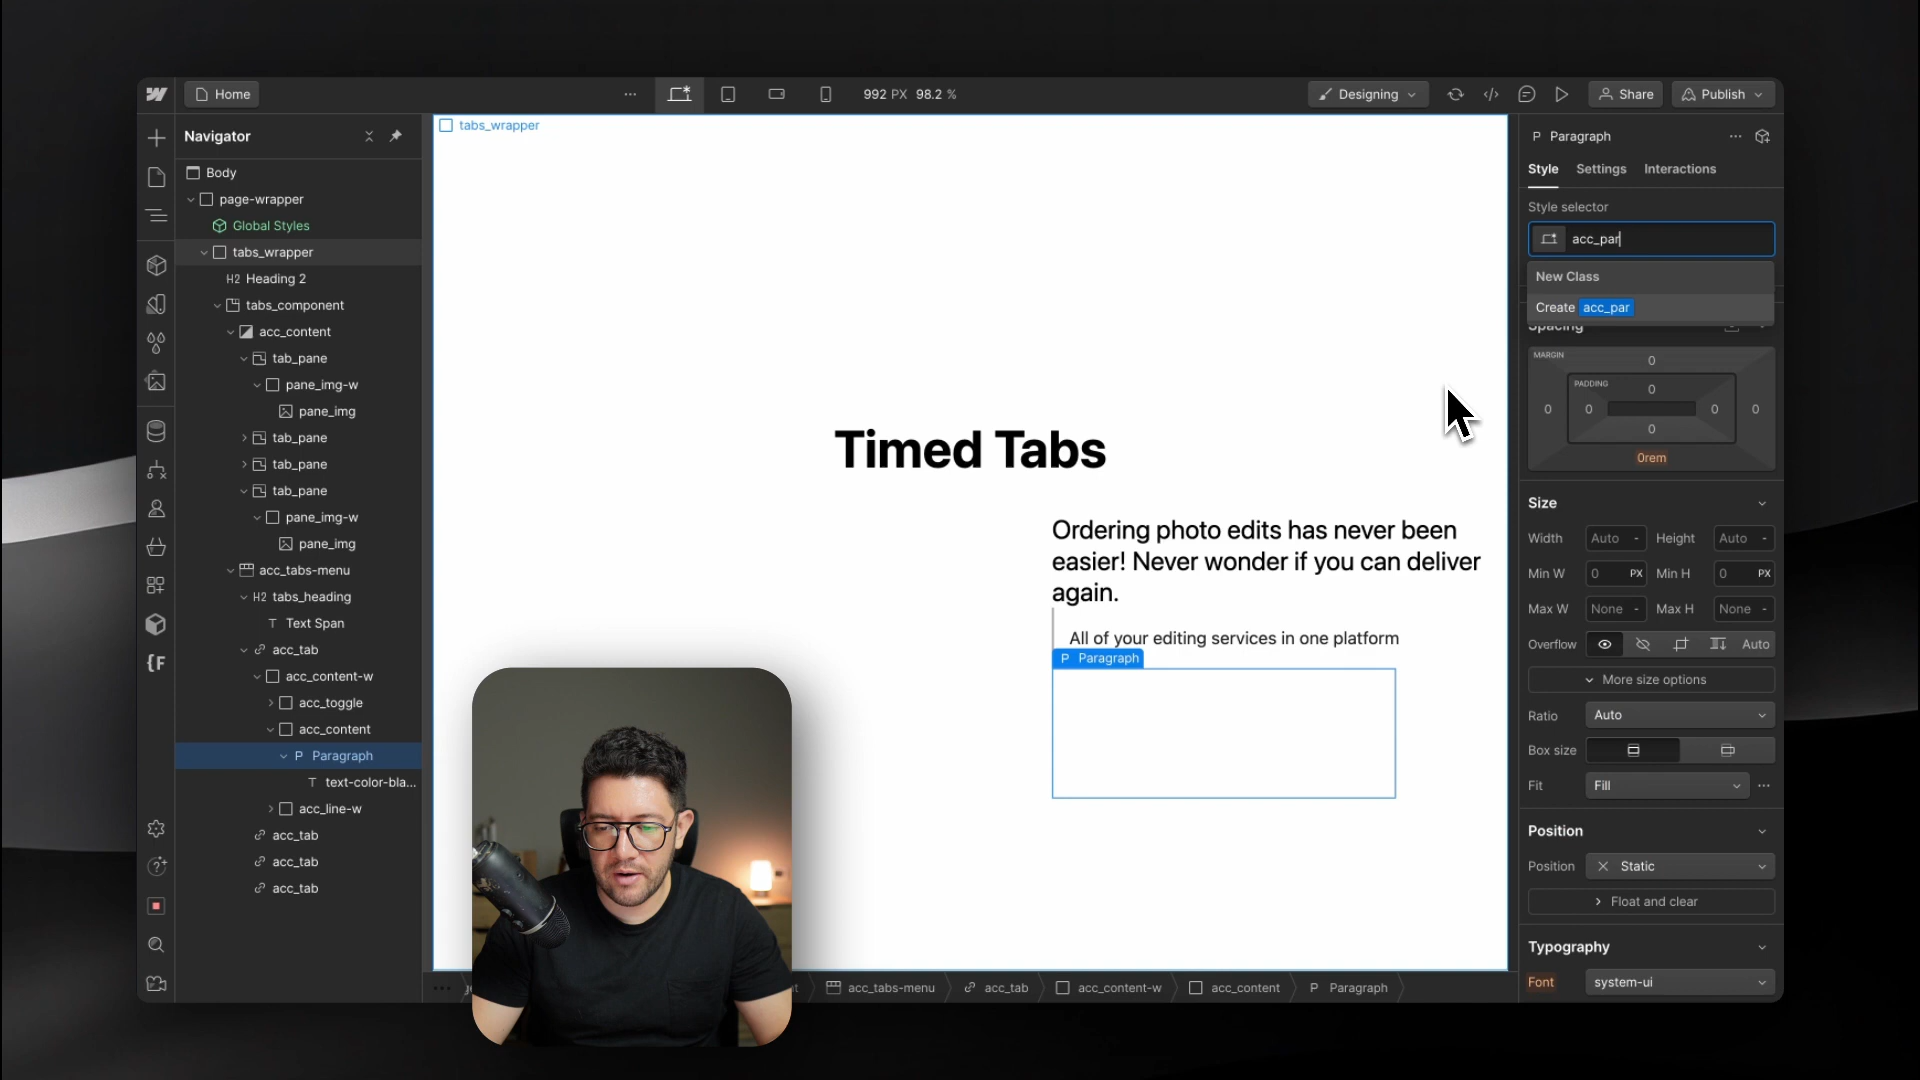 Home
992 PX 98.2 %
Designing
Share
Publish
Navigator
Body
page-wrapper
Global Styles
tabs_wrapper
H2 Heading 2
tabs_component
acc_content
tab_pane
pane_img-w
pane_img
tab_pane
tab_pane
tab_pane
pane_img-w
pane_img
acc_tabs-menu
H2 tabs_heading
T Text Span
acc_tab
acc_content-w
acc_toggle
acc_content
P Paragraph
T text-color-bla...
acc_line-w
acc_tab
acc_tab
acc_tab
tabs_wrapper
Timed Tabs
Ordering photo edits has never been
easier! Never wonder if you can deliver
again.
All of your editing services in one platform
P Paragraph
acc_tabs-menu
acc_tab
acc_content-w
acc_content
P Paragraph
P Paragraph
Style Settings Interactions
Style selector
acc_par
New Class
Create acc_par
Spacing
MARGIN
0
PADDING
0
0 0 0 0
0
0rem
Size
Width Auto - Height Auto -
Min W 0 PX Min H 0 PX
Max W None - Max H None -
Overflow Auto
More size options
Ratio Auto
Box size
Fit Fill
Position
Position Static
Float and clear
Typography
Font system-ui